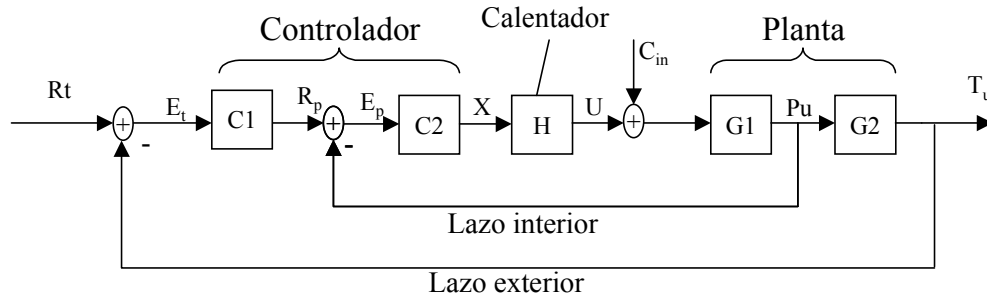 Calentador
Controlador
Planta
C_in
Rt
E_t
R_p
E_p
X
U
Pu
T_u
+
C1
+
C2
H
+
G1
G2
-
-
Lazo interior
Lazo exterior